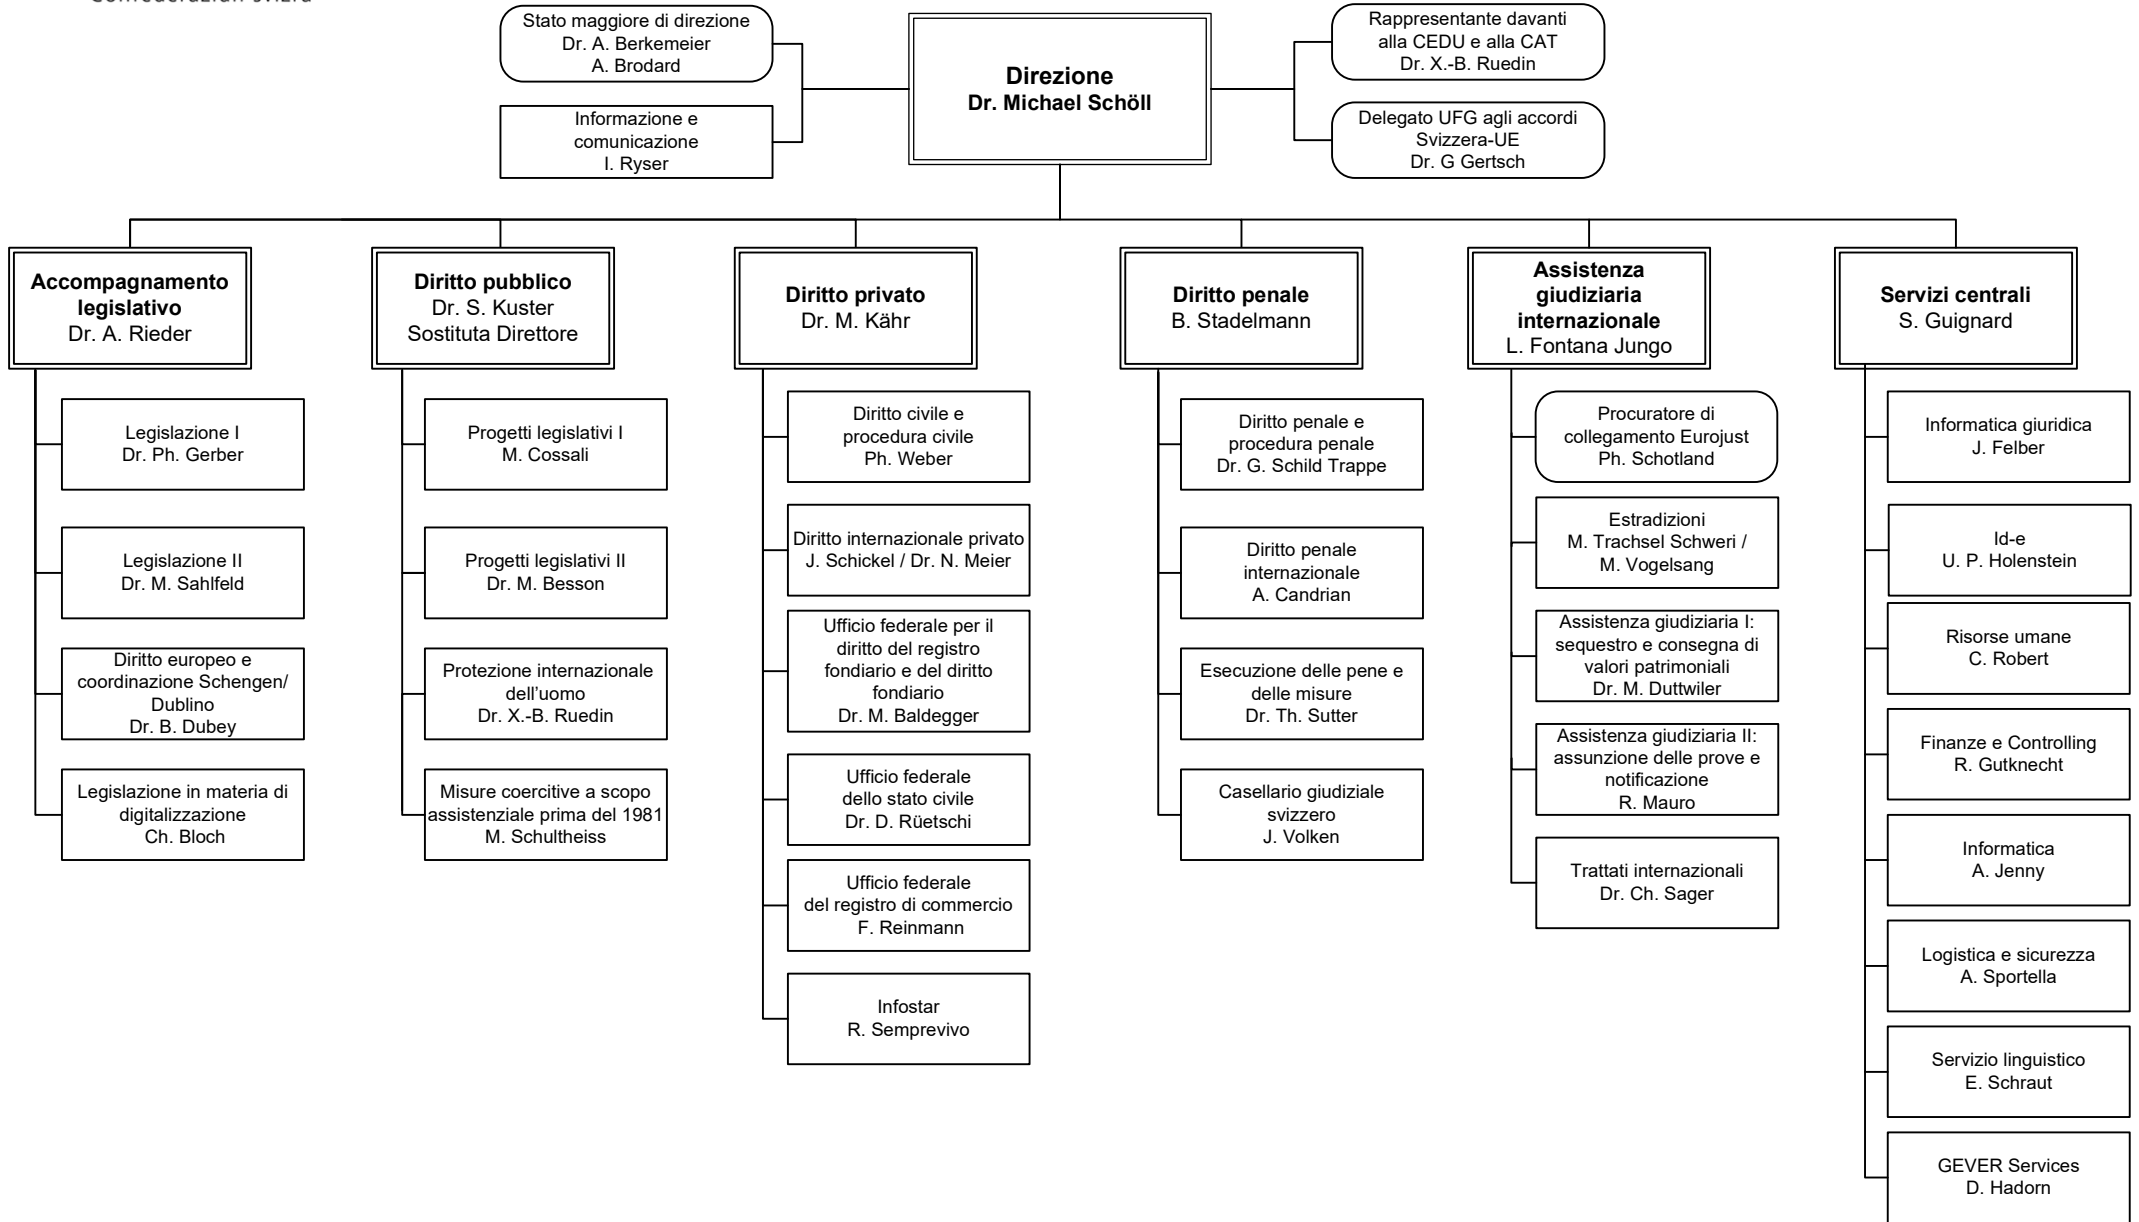 Confederaziun svizra
Stato maggiore di direzione
Dr. A. Berkemeier
A. Brodard
Informazione e
comunicazione
I. Ryser
Direzione
Dr. Michael Schöll
Rappresentante davanti
alla CEDU e alla CAT
Dr. X.-B. Ruedin
Delegato UFG agli accordi
Svizzera-UE
Dr. G Gertsch
Accompagnamento
legislativo
Dr. A. Rieder
Legislazione I
Dr. Ph. Gerber
Legislazione II
Dr. M. Sahlfeld
Diritto europeo e
coordinazione Schengen/
Dublino
Dr. B. Dubey
Legislazione in materia di
digitalizzazione
Ch. Bloch
Diritto pubblico
Dr. S. Kuster
Sostituta Direttore
Progetti legislativi I
M. Cossali
Progetti legislativi II
Dr. M. Besson
Protezione internazionale
dell'uomo
Dr. X.-B. Ruedin
Misure coercitive a scopo
assistenziale prima del 1981
M. Schultheiss
Diritto privato
Dr. M. Kähr
Diritto civile e
procedura civile
Ph. Weber
Diritto internazionale privato
J. Schickel / Dr. N. Meier
Ufficio federale per il
diritto del registro
fondiario e del diritto
fondiario
Dr. M. Baldegger
Ufficio federale
dello stato civile
Dr. D. Rüetschi
Ufficio federale
del registro di commercio
F. Reinmann
Infostar
R. Semprevivo
Diritto penale
B. Stadelmann
Diritto penale e
procedura penale
Dr. G. Schild Trappe
Diritto penale
internazionale
A. Candrian
Esecuzione delle pene e
delle misure
Dr. Th. Sutter
Casellario giudiziale
svizzero
J. Volken
Assistenza
giudiziaria
internazionale
L. Fontana Jungo
Procuratore di
collegamento Eurojust
Ph. Schotland
Estradizioni
M. Trachsel Schweri /
M. Vogelsang
Assistenza giudiziaria I:
sequestro e consegna di
valori patrimoniali
Dr. M. Duttwiler
Assistenza giudiziaria II:
assunzione delle prove e
notificazione
R. Mauro
Trattati internazionali
Dr. Ch. Sager
Servizi centrali
S. Guignard
Informatica giuridica
J. Felber
Id-e
U. P. Holenstein
Risorse umane
C. Robert
Finanze e Controlling
R. Gutknecht
Informatica
A. Jenny
Logistica e sicurezza
A. Sportella
Servizio linguistico
E. Schraut
GEVER Services
D. Hadorn